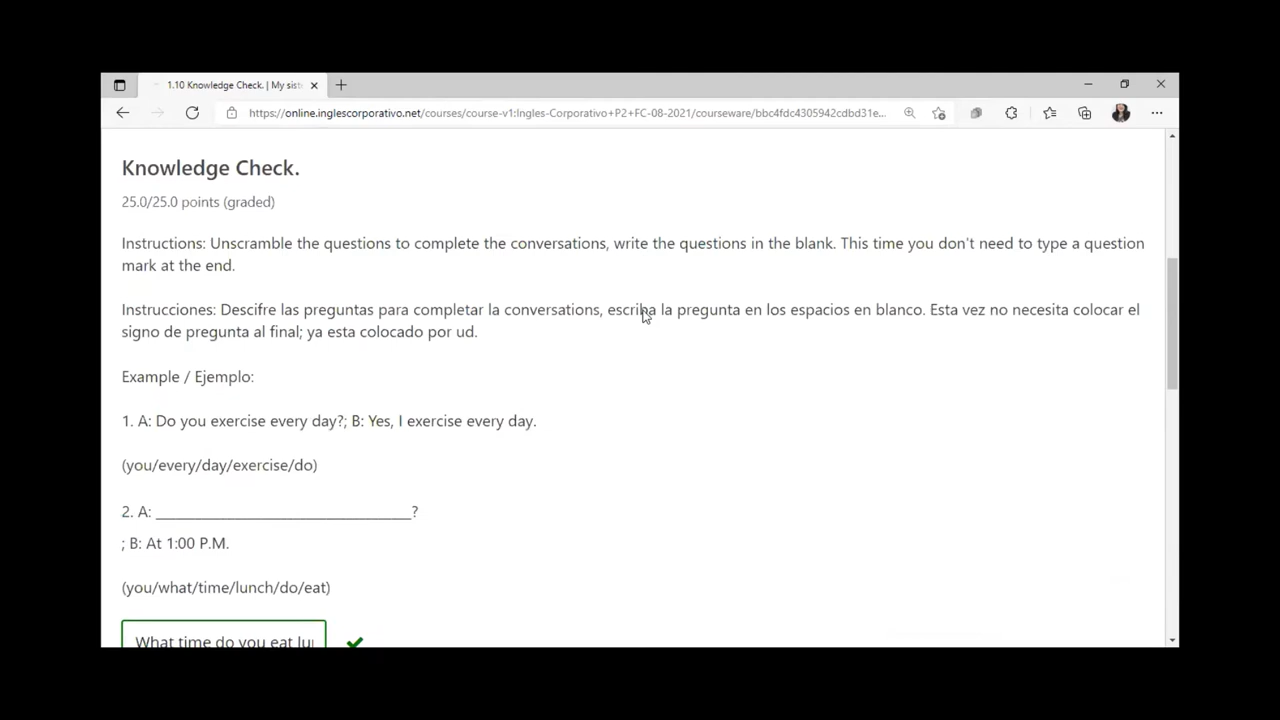 1.10 Knowledge Check. | My sist
https://online.inglescorporativo.net/courses/course-v1:Ingles-Corporativo+P2+FC-08-2021/courseware/bbc4fdc4305942cdbd31e...
Knowledge Check.
25.0/25.0 points (graded)
Instructions: Unscramble the questions to complete the conversations, write the questions in the blank. This time you don't need to type a question
mark at the end.
Instrucciones: Descifre las preguntas para completar la conversations, escriba la pregunta en los espacios en blanco. Esta vez no necesita colocar el
signo de pregunta al final; ya esta colocado por ud.
Example / Ejemplo:
1. A: Do you exercise every day?; B: Yes, I exercise every day.
(you/every/day/exercise/do)
2. A: ________________________________?
; B: At 1:00 P.M.
(you/what/time/lunch/do/eat)
What time do you eat lu